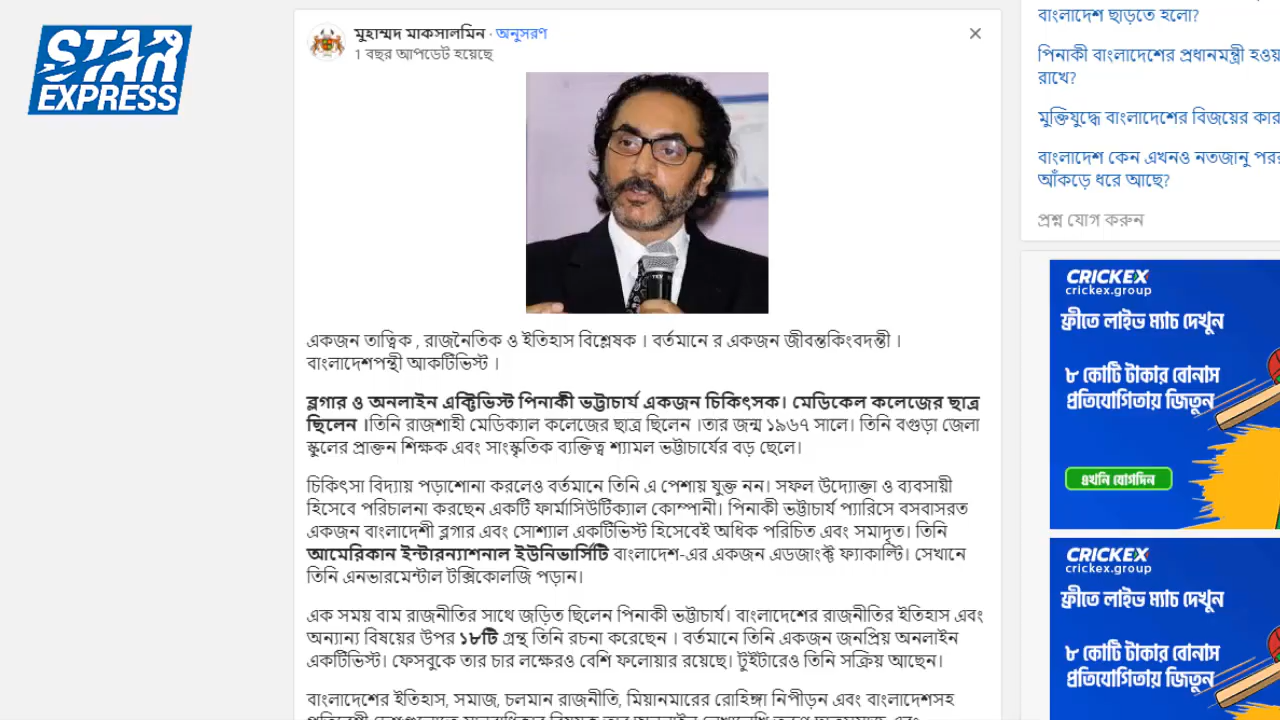 STAR
EXPRESS
মুহাম্মদ মাকসালমিন · অনুসরণ
1 বছর আপডেট হয়েছে
একজন তাত্বিক , রাজনৈতিক ও ইতিহাস বিশ্লেষক । বর্তমানে র একজন জীবন্তকিংবদন্তী ।
বাংলাদেশপন্থী আকটিভিস্ট ।
ব্লগার ও অনলাইন এক্টিভিস্ট পিনাকী ভট্টাচার্য একজন চিকিৎসক। মেডিকেল কলেজের ছাত্র
ছিলেন ।তিনি রাজশাহী মেডিক্যাল কলেজের ছাত্র ছিলেন ।তার জন্ম ১৯৬৭ সালে। তিনি বগুড়া জেলা
স্কুলের প্রাক্তন শিক্ষক এবং সাংস্কৃতিক ব্যক্তিত্ব শ্যামল ভট্টাচার্যের বড় ছেলে।
চিকিৎসা বিদ্যায় পড়াশোনা করলেও বর্তমানে তিনি এ পেশায় যুক্ত নন। সফল উদ্যোক্তা ও ব্যবসায়ী
হিসেবে পরিচালনা করছেন একটি ফার্মাসিউটিক্যাল কোম্পানী। পিনাকী ভট্টাচার্য প্যারিসে বসবাসরত
একজন বাংলাদেশী ব্লগার এবং সোশ্যাল একটিভিস্ট হিসেবেই অধিক পরিচিত এবং সমাদৃত। তিনি
আমেরিকান ইন্টারন্যাশনাল ইউনিভার্সিটি বাংলাদেশ-এর একজন এডজাংক্ট ফ্যাকাল্টি। সেখানে
তিনি এনভারমেন্টাল টক্সিকোলজি পড়ান।
এক সময় বাম রাজনীতির সাথে জড়িত ছিলেন পিনাকী ভট্টাচার্য। বাংলাদেশের রাজনীতির ইতিহাস এবং
অন্যান্য বিষয়ের উপর ১৮টি গ্রন্থ তিনি রচনা করেছেন । বর্তমানে তিনি একজন জনপ্রিয় অনলাইন
একটিভিস্ট। ফেসবুকে তার চার লক্ষেরও বেশি ফলোয়ার রয়েছে। টুইটারেও তিনি সক্রিয় আছেন।
বাংলাদেশের ইতিহাস, সমাজ, চলমান রাজনীতি, মিয়ানমারের রোহিঙ্গা নিপীড়ন এবং বাংলাদেশসহ
বাংলাদেশ ছাড়তে হলো?
পিনাকী বাংলাদেশের প্রধানমন্ত্রী
রাখে?
মুক্তিযুদ্ধে বাংলাদেশের বিজয়ের
বাংলাদেশ কেন এখনও নতজানু
আঁকড়ে ধরে আছে?
প্রশ্ন যোগ করুন
CRICKEX
crickex.group
ফ্রীতে লাইভ ম্যাচ দেখুন
৮ কোটি টাকার বোনাস
প্রতিযোগিতায় জিতুন
এখনি যোগদিন
CRICKEX
crickex.group
ফ্রীতে লাইভ ম্যাচ দেখুন
৮ কোটি টাকার বোনাস
প্রতিযোগিতায় জিতুন